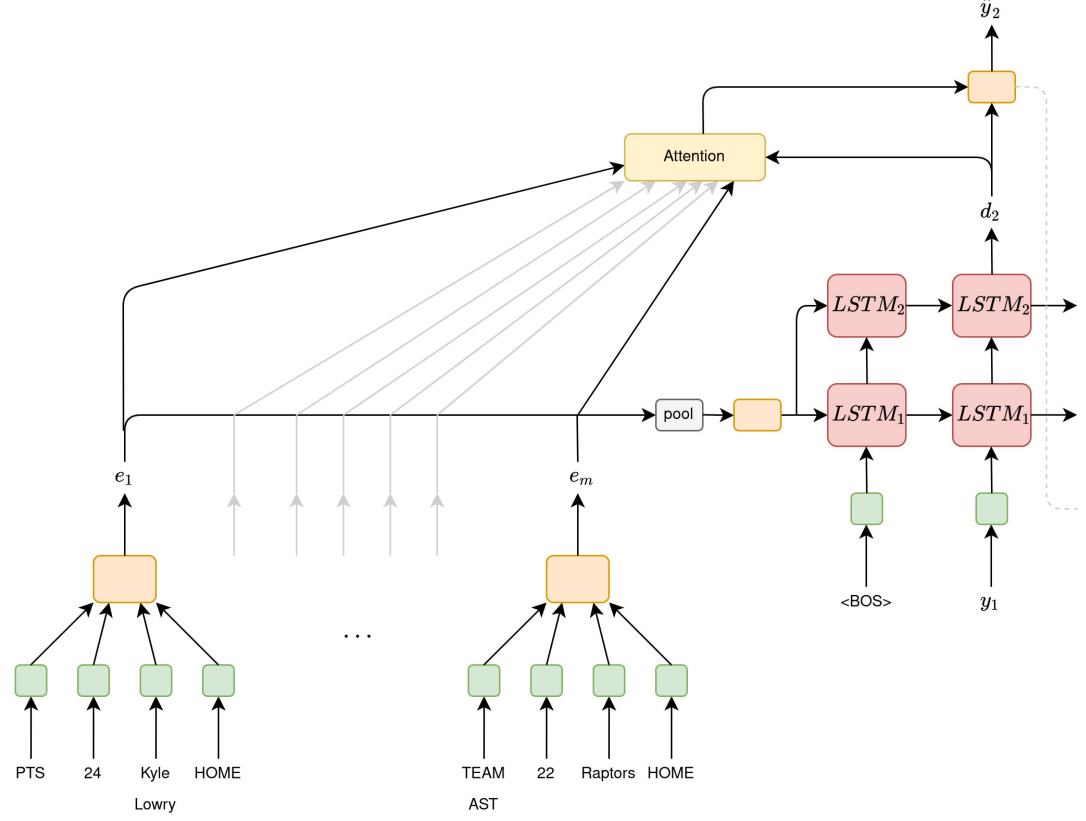 ŷ₂
Attention
d₂
LSTM₂ LSTM₂
pool
LSTM₁ LSTM₁
e₁ eₘ
<BOS> y₁
...
PTS 24 Kyle Lowry HOME
TEAM AST 22 Raptors HOME